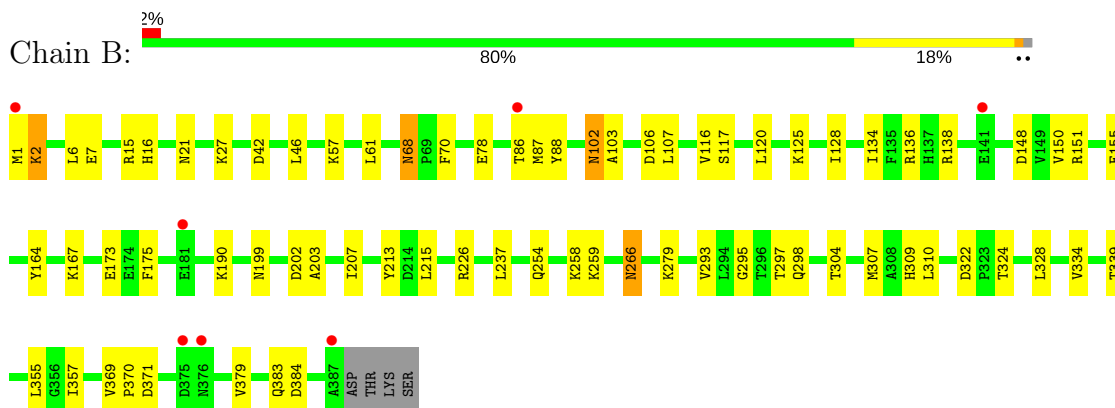 2%
Chain B:
80% 18% ••
M1 K2 L6 E7 R15 H16 N21 K27 D42 L46 K57 L61 N68 P69 F70 E78 T86 M87 Y88 N102 A103 D106 L107 V116 S117 L120 K125 I128 I134 F135 R136 H137 R138 E141 D148 V149 V150 R151
Y164 K167 E173 E174 F175 E181 K190 N199 D202 A203 I207 Y213 D214 L215 R226 L237 Q254 K258 K259 N266 K279 V293 L294 G295 T296 T297 Q298 T304 M307 A308 H309 L310 D322 P323 T324 L328 V334
L355 G356 I357 V369 P370 D371 D375 N376 V379 Q383 D384 A387 ASP THR LYS SER